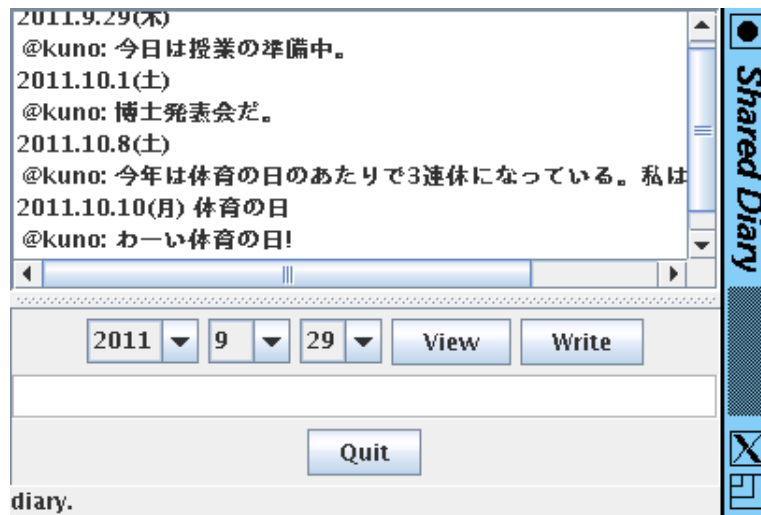 2011.9.29(木)
@kuno: 今日は授業の準備中。
2011.10.1(土)
@kuno: 博士発表会だ。
2011.10.8(土)
@kuno: 今年は体育の日のあたりで3連休になっている。私は
2011.10.10(月) 体育の日
@kuno: わーい体育の日!
2011 9 29 View Write
Quit
diary.
Shared Diary